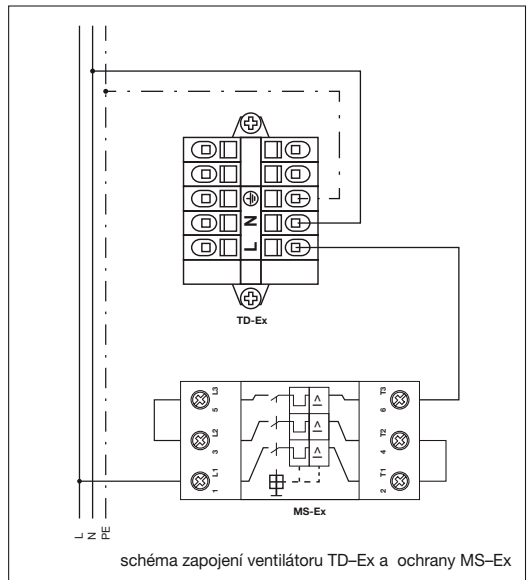 N
L
TD-Ex
L3
5
T3
6
L2
3
T2
4
L1
1
T1
2
MS-Ex
L
N
PE
schéma zapojení ventilátoru TD–Ex a ochrany MS–Ex